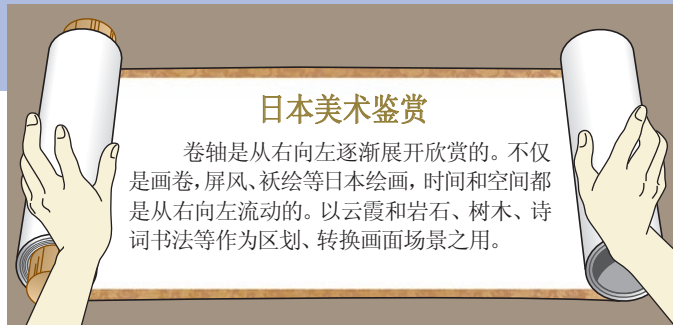 日本美术鉴赏
卷轴是从右向左逐渐展开欣赏的。不仅
是画卷，屏风、袄绘等日本绘画，时间和空间都
是从右向左流动的。以云霞和岩石、树木、诗
词书法等作为区划、转换画面场景之用。